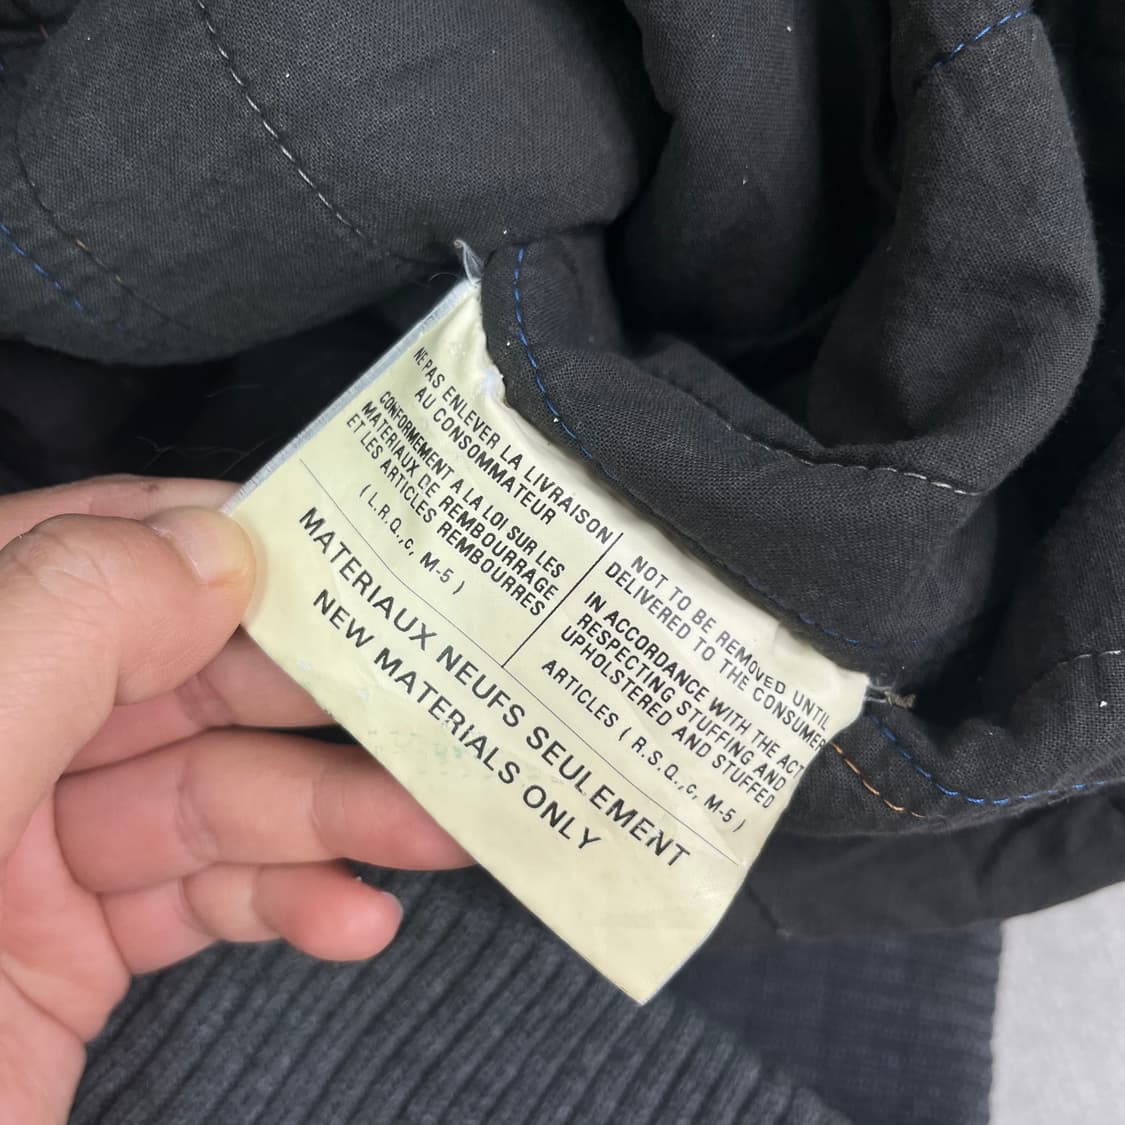 NE PAS ENLEVER LA LIVRAISON
AU CONSOMMATEUR
CONFORMEMENT A LA LOI SUR LES
MATERIAUX DE REMBOURRAGE
ET LES ARTICLES REMBOURRES
( L.R.Q.,c, M-5 )
NOT TO BE REMOVED UNTIL
DELIVERED TO THE CONSUMER
IN ACCORDANCE WITH THE ACT
RESPECTING STUFFING AND
UPHOLSTERED AND STUFFED
ARTICLES ( R.S.Q.,c, M-5 )
MATERIAUX NEUFS SEULEMENT
NEW MATERIALS ONLY